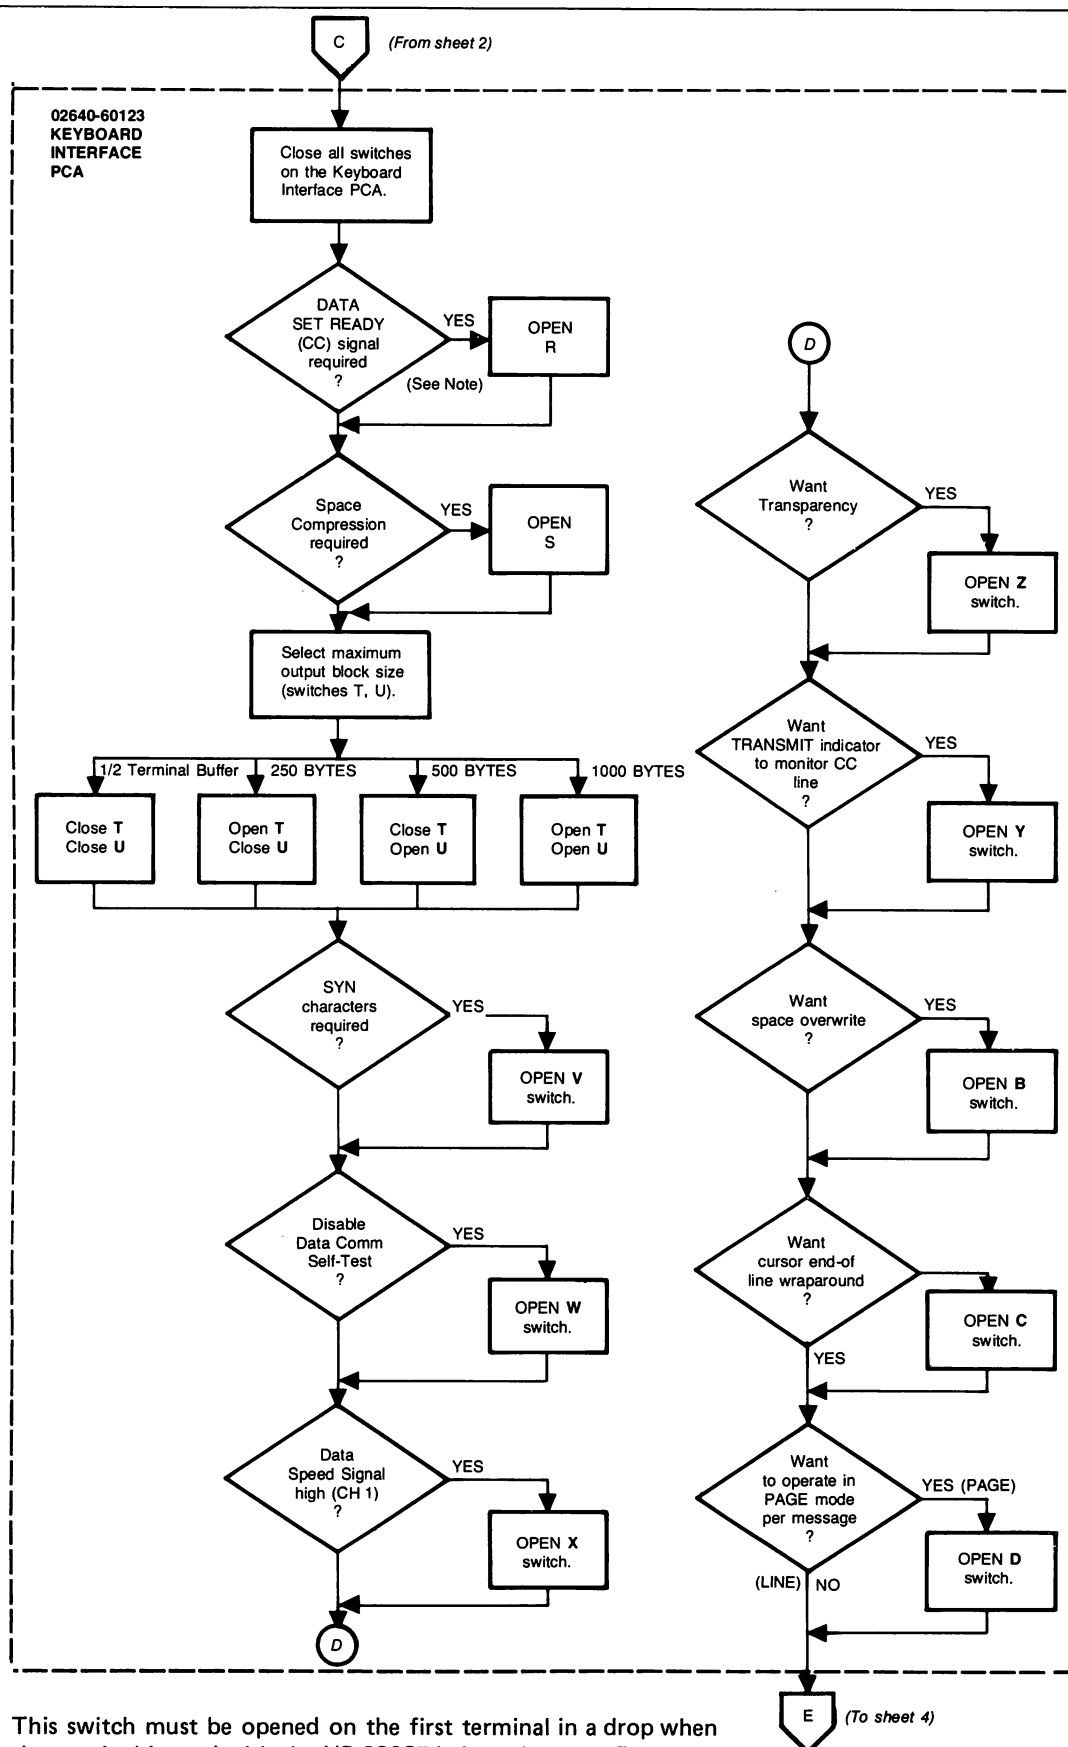 C
(From sheet 2)
02640-60123
KEYBOARD
INTERFACE
PCA
Close all switches
on the Keyboard
Interface PCA.
DATA
SET READY
(CC) signal
required
?
YES
(See Note)
OPEN
R
Space
Compression
required
?
YES
OPEN
S
Select maximum
output block size
(switches T, U).
1/2 Terminal Buffer
250 BYTES
500 BYTES
1000 BYTES
Close T
Close U
Open T
Close U
Close T
Open U
Open T
Open U
SYN
characters
required
?
YES
OPEN V
switch.
Disable
Data Comm
Self-Test
?
YES
OPEN W
switch.
Data
Speed Signal
high (CH 1)
?
YES
OPEN X
switch.
D
D
Want
Transparency
?
YES
OPEN Z
switch.
Want
TRANSMIT indicator
to monitor CC
line
?
YES
OPEN Y
switch.
Want
space overwrite
?
YES
OPEN B
switch.
Want
cursor end-of
line wraparound
?
YES
OPEN C
switch.
Want
to operate in
PAGE mode
per message
?
YES (PAGE)
OPEN D
switch.
(LINE) NO
E
(To sheet 4)
This switch must be opened on the first terminal in a drop when